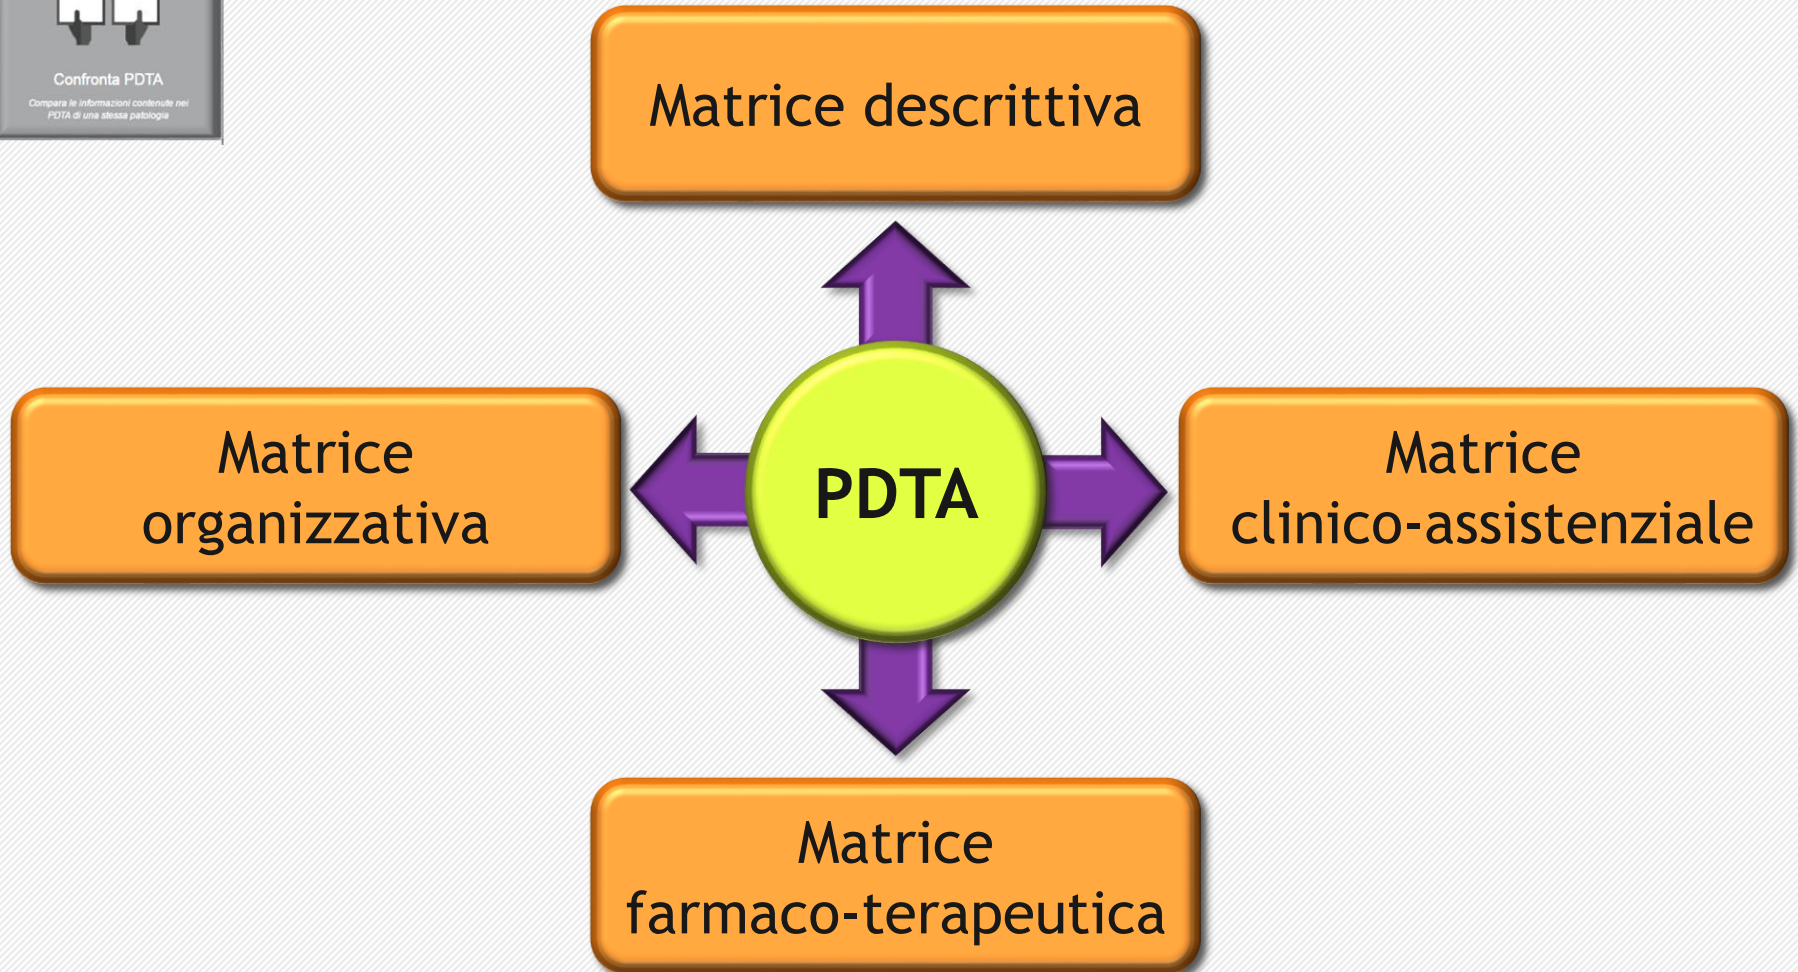 Confronta PDTA
Compara le informazioni contenute nei
PDTA di una stessa patologia
Matrice descrittiva
Matrice
organizzativa
PDTA
Matrice
clinico-assistenziale
Matrice
farmaco-terapeutica